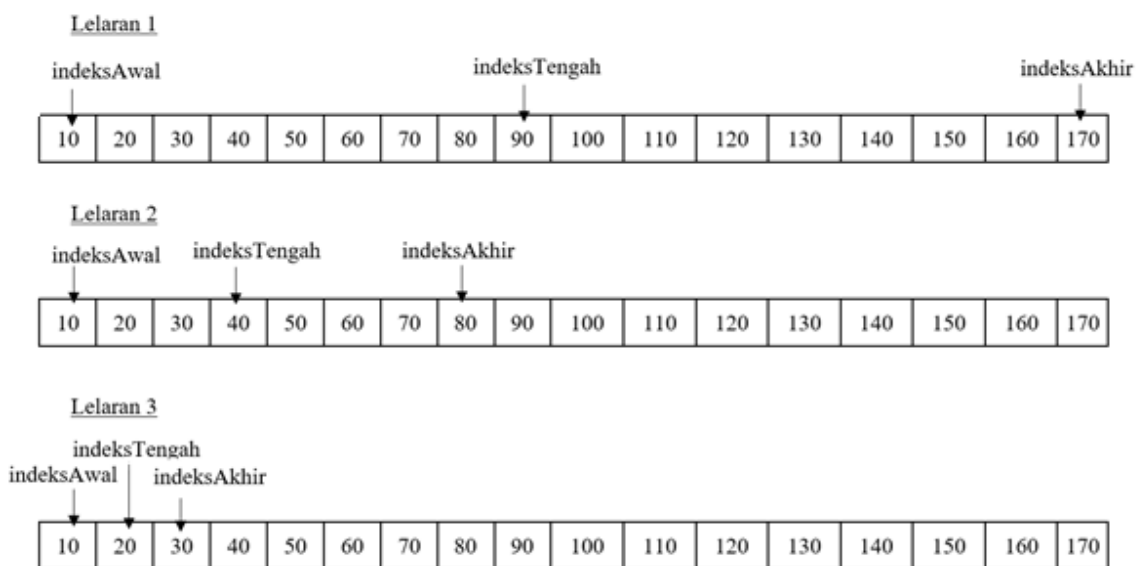 Lelaran 1
indeksAwal indeksTengah indeksAkhir
10 20 30 40 50 60 70 80 90 100 110 120 130 140 150 160 170
Lelaran 2
indeksAwal indeksTengah indeksAkhir
10 20 30 40 50 60 70 80 90 100 110 120 130 140 150 160 170
Lelaran 3
indeksTengah
indeksAwal indeksAkhir
10 20 30 40 50 60 70 80 90 100 110 120 130 140 150 160 170